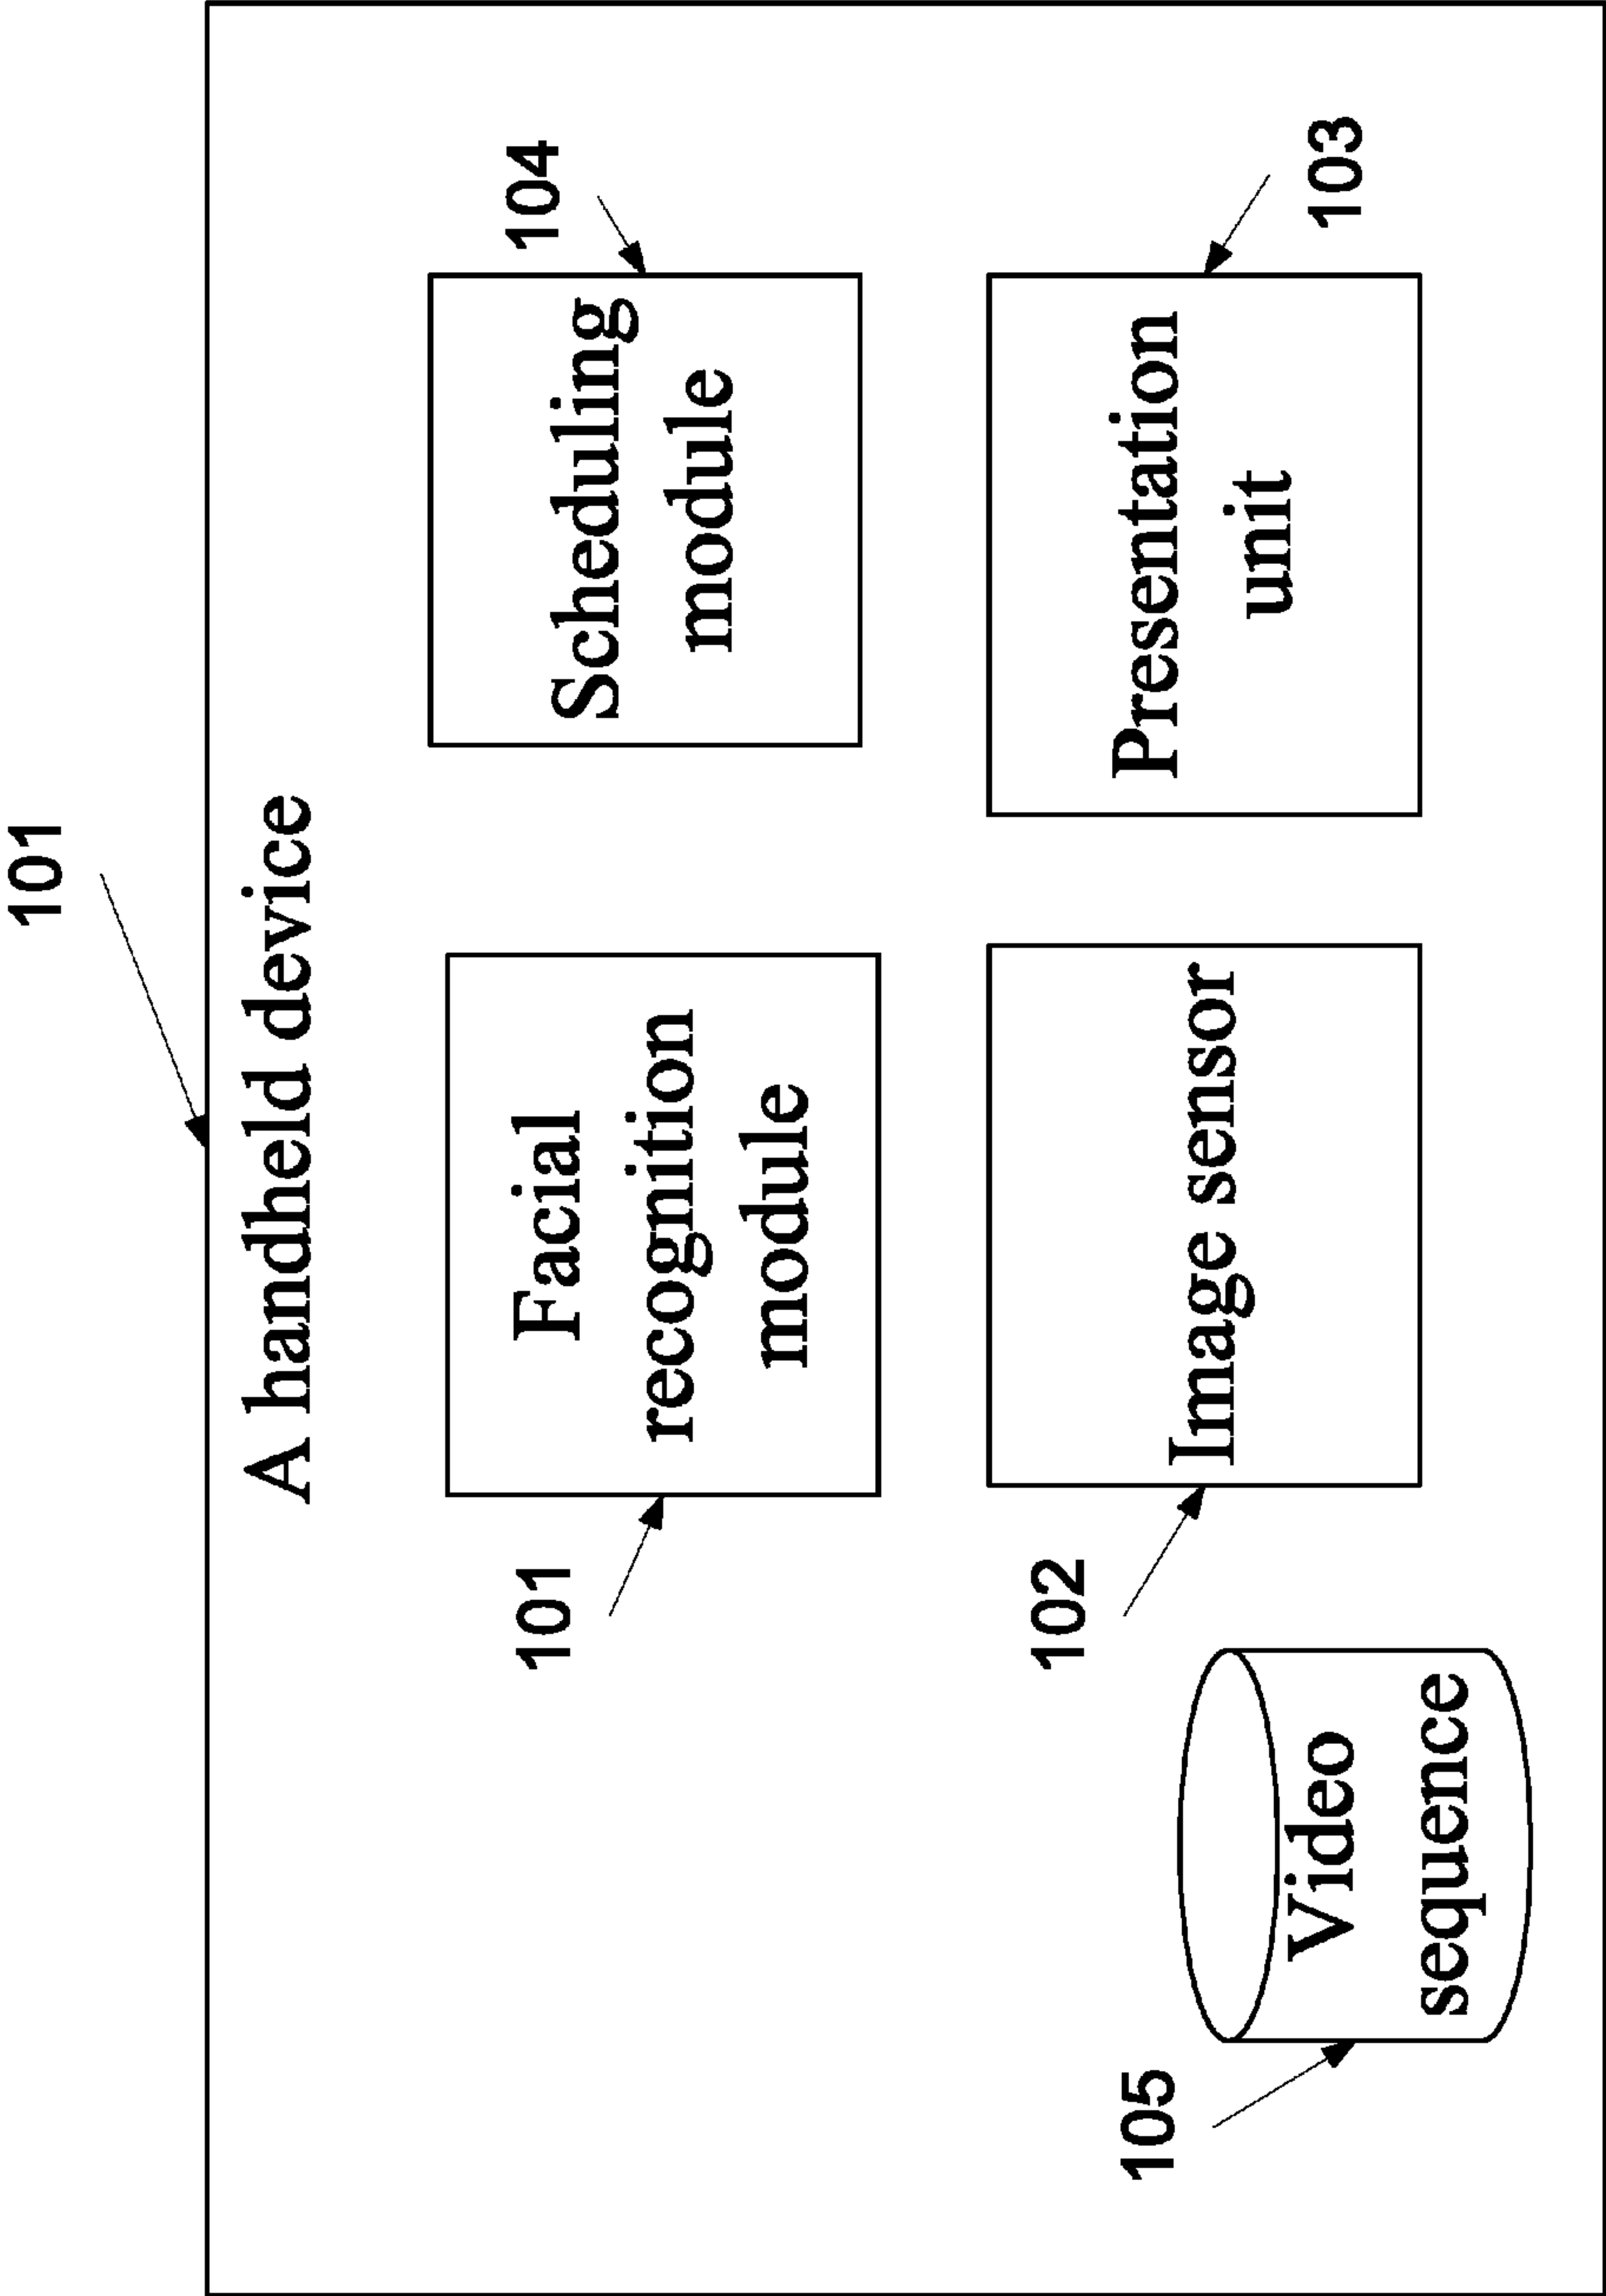 101
A handheld device
101
Facial
recognition
module
104
Scheduling
module
105
Video
sequence
102
Image sensor
103
Presentation
unit